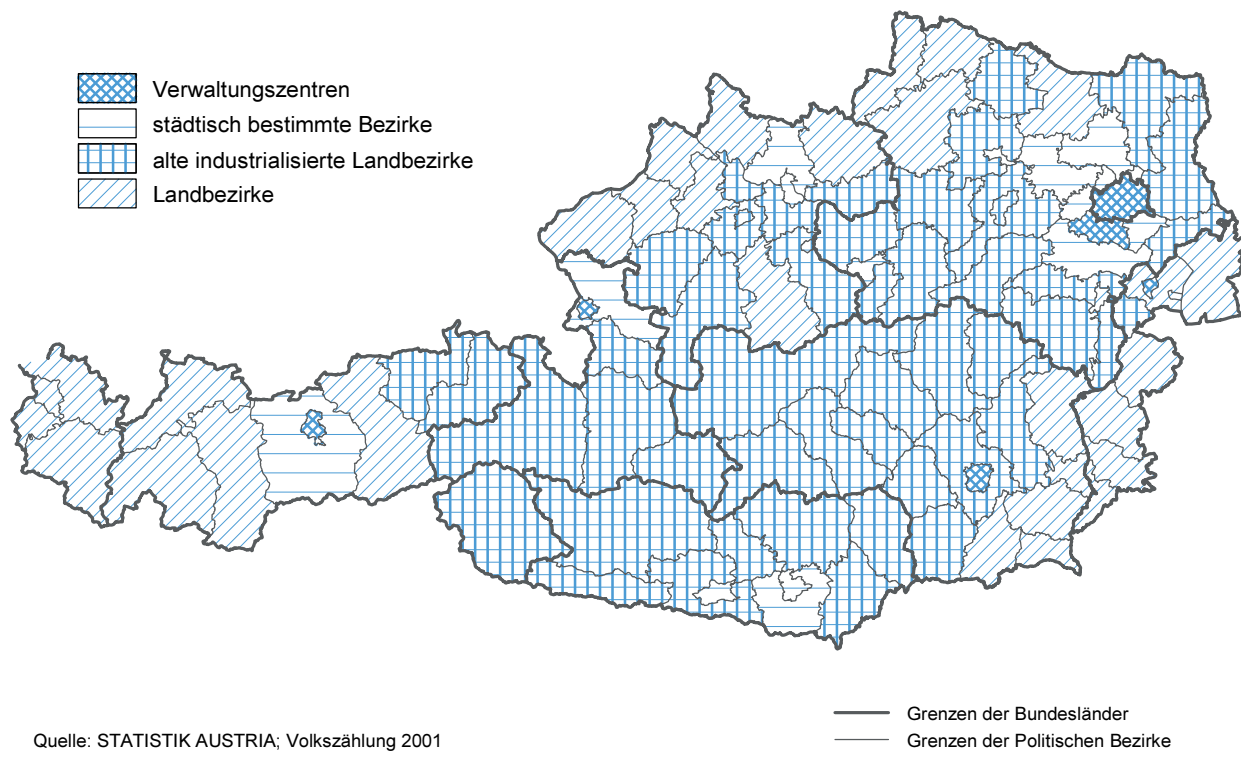 Verwaltungszentren
städtisch bestimmte Bezirke
alte industrialisierte Landbezirke
Landbezirke
Grenzen der Bundesländer
Quelle: STATISTIK AUSTRIA; Volkszählung 2001
Grenzen der Politischen Bezirke